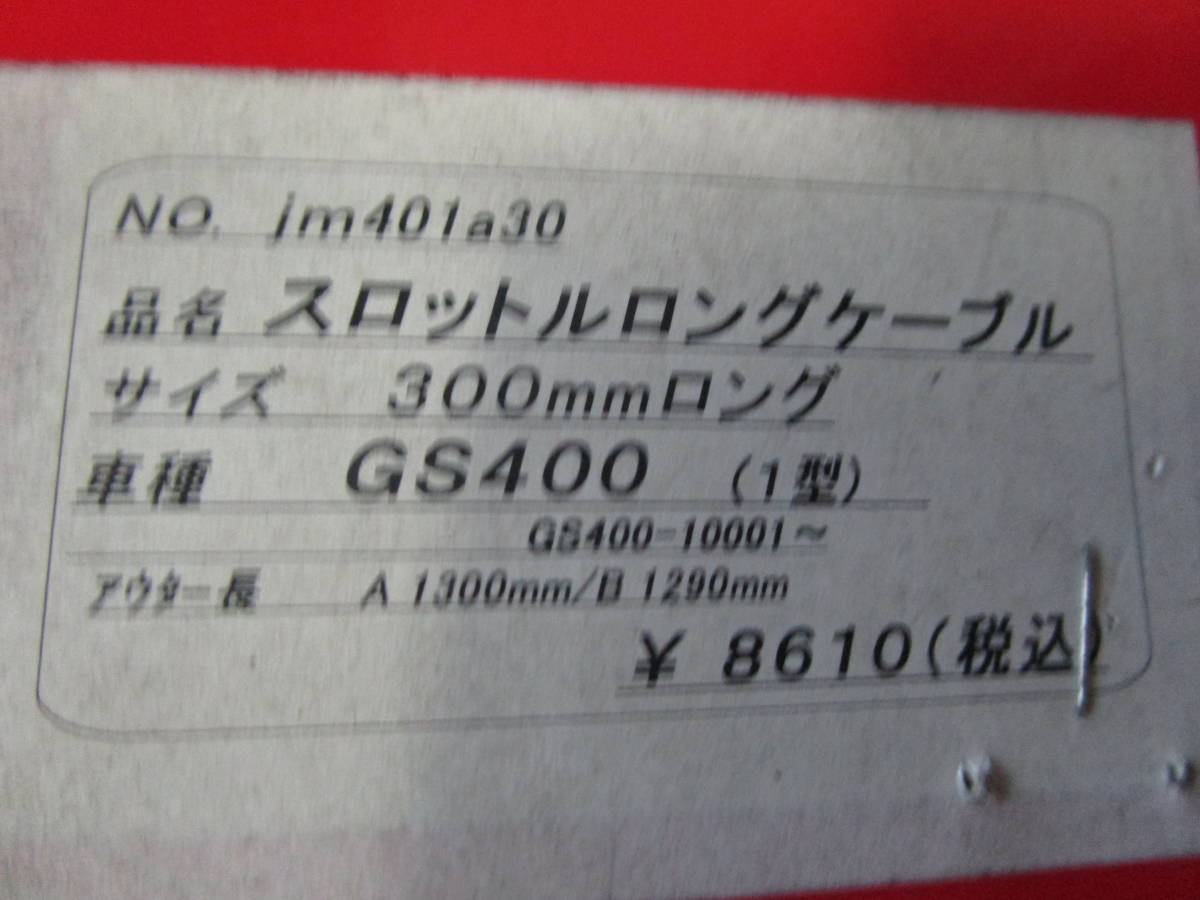 NO. jm401a30
品名 スロットルロングケーブル
サイズ 300mmロング
車種 GS400 (1型)
GS400-10001～
アウター長 A 1300mm/B 1290mm
¥ 8610(税込)